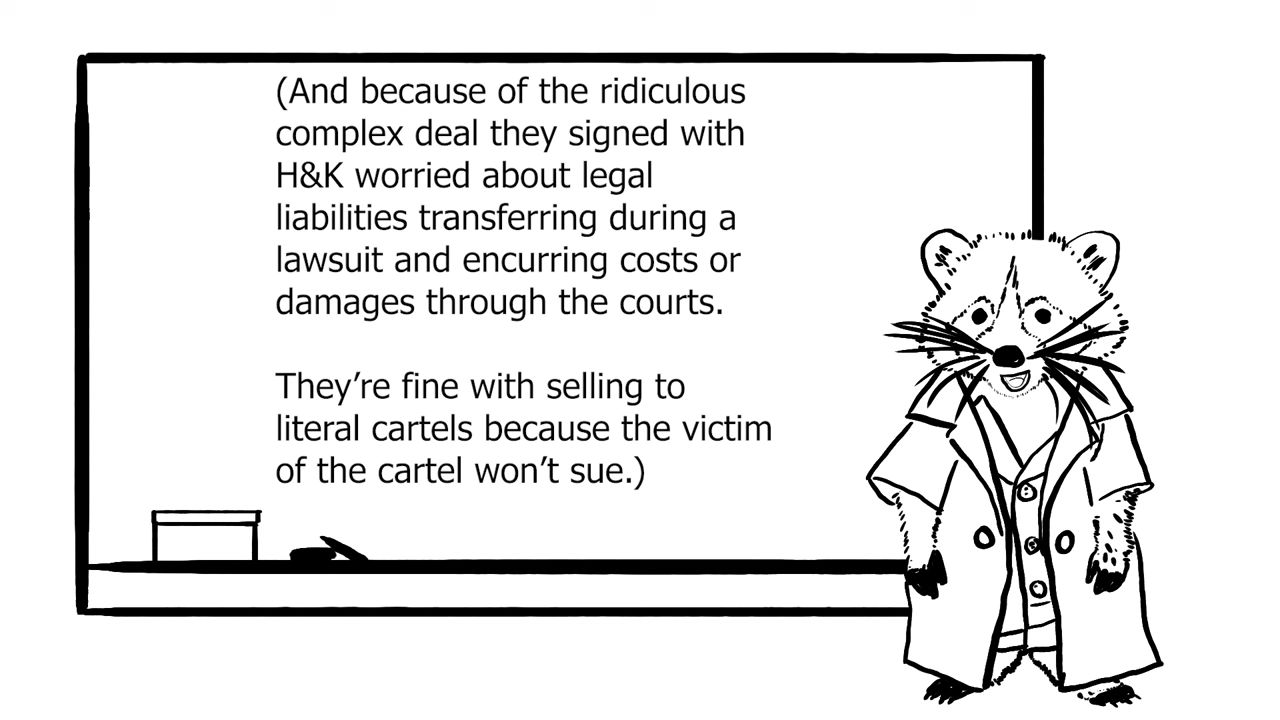 (And because of the ridiculous
complex deal they signed with
H&K worried about legal
liabilities transferring during a
lawsuit and encurring costs or
damages through the courts.
They’re fine with selling to
literal cartels because the victim
of the cartel won’t sue.)